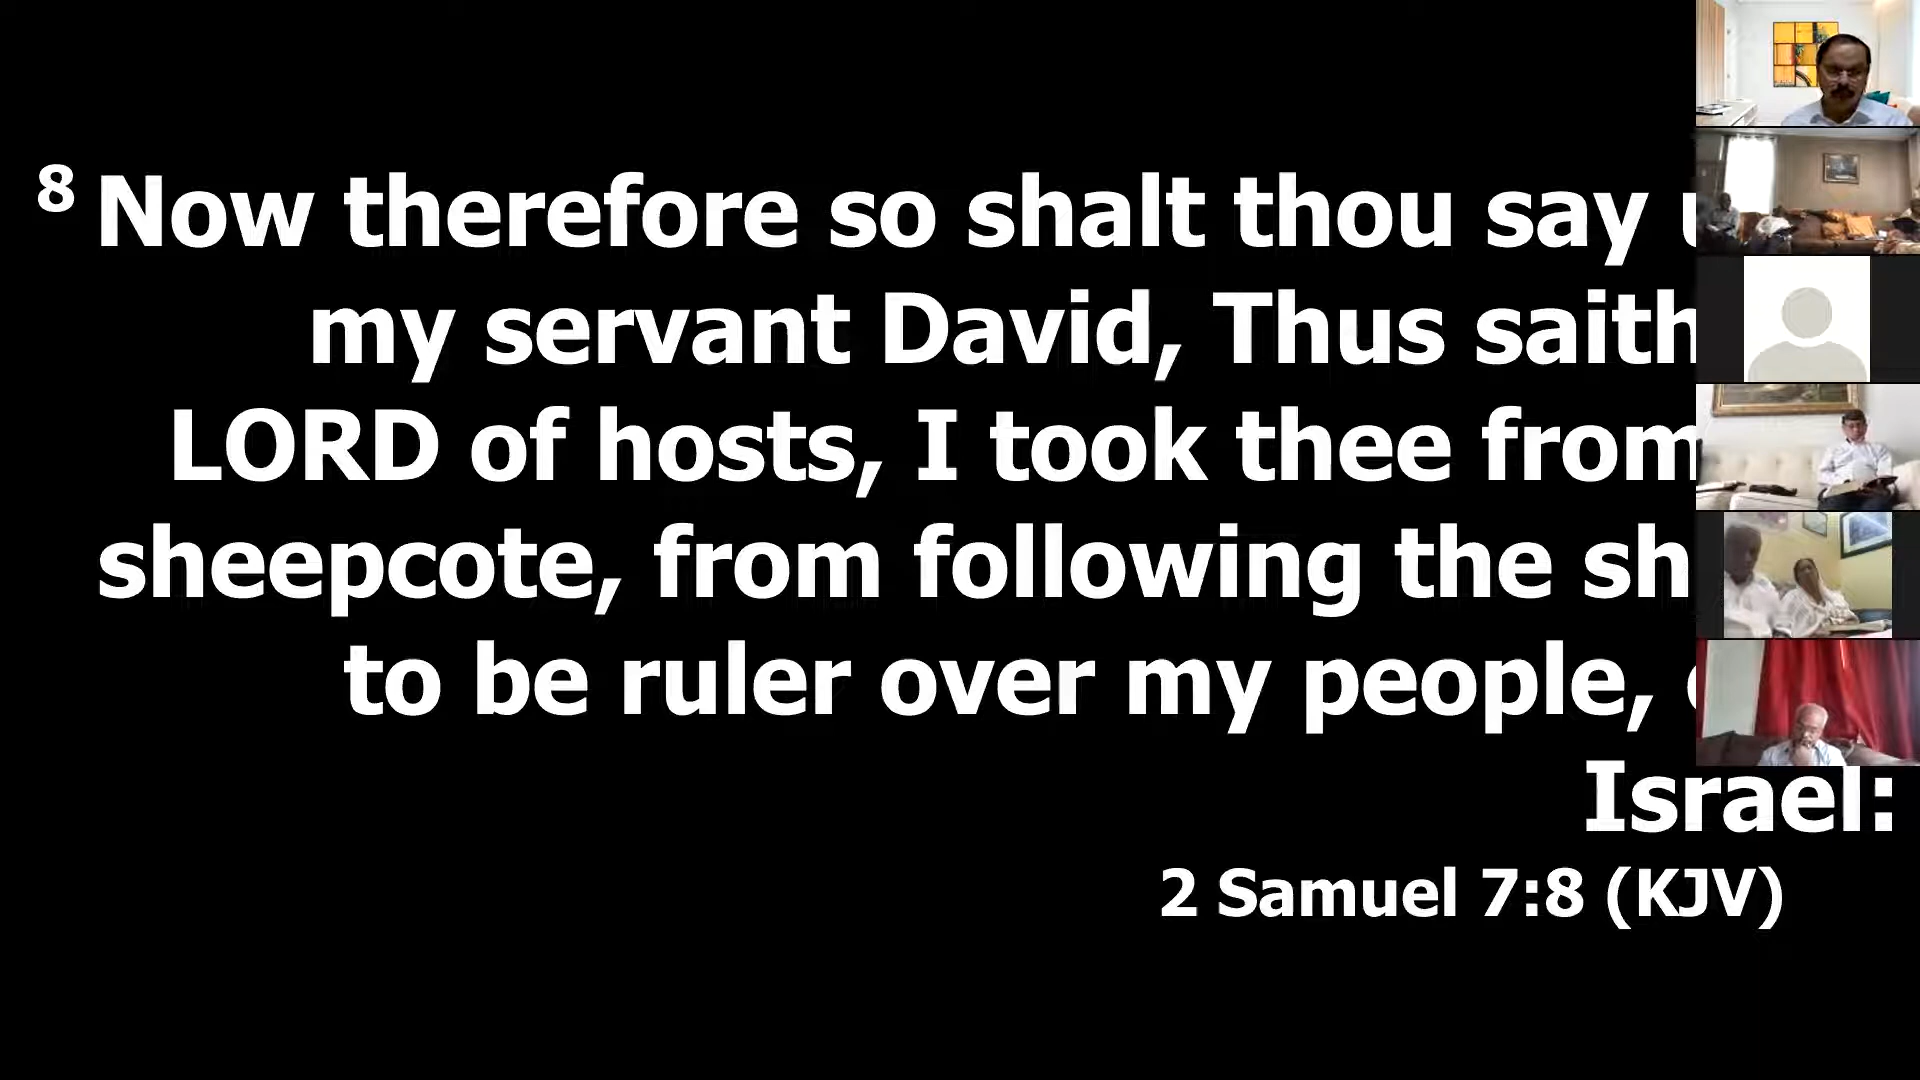 8 Now therefore so shalt thou say
my servant David, Thus saith
LORD of hosts, I took thee from
sheepcote, from following the sh
to be ruler over my people,
Israel:
2 Samuel 7:8 (KJV)